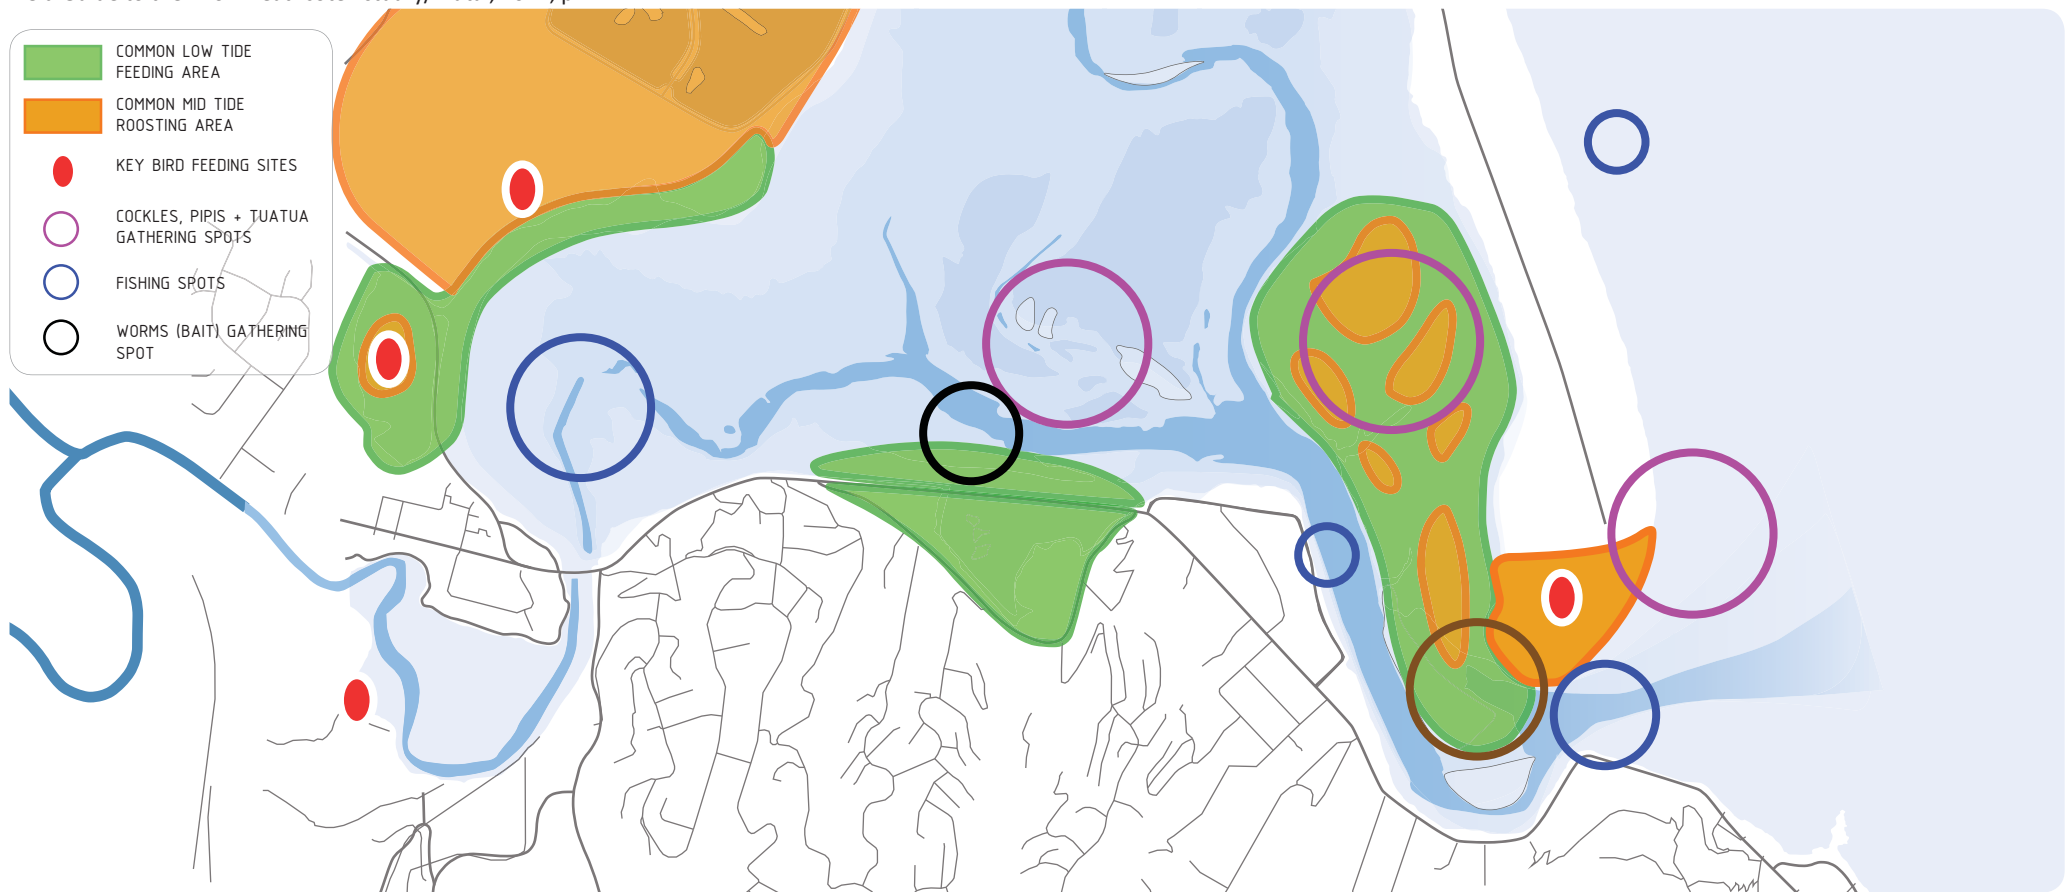 COMMON LOW TIDE
FEEDING AREA
COMMON MID TIDE
ROOSTING AREA
KEY BIRD FEEDING SITES
COCKLES, PIPIS + TUATUA
GATHERING SPOTS
FISHING SPOTS
WORMS (BAIT) GATHERING
SPOT